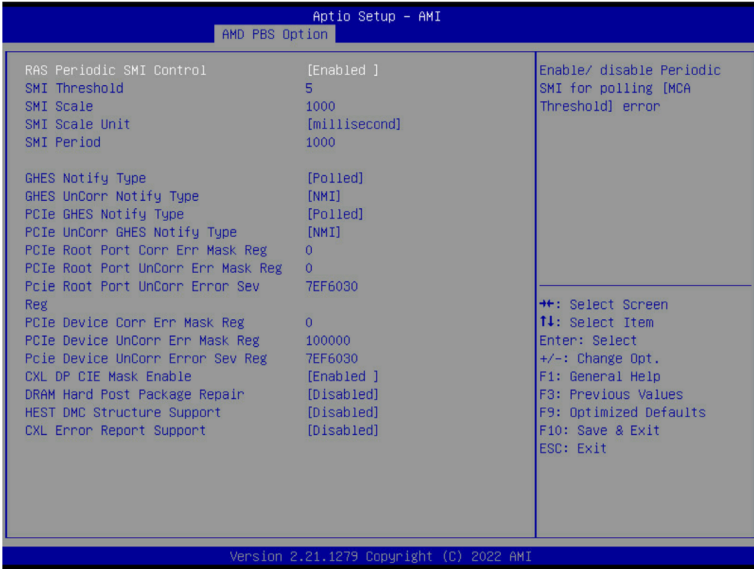 Aptio Setup - AMI
AMD PBS Option
RAS Periodic SMI Control [Enabled ]
SMI Threshold 5
SMI Scale 1000
SMI Scale Unit [millisecond]
SMI Period 1000
GHES Notify Type [Polled]
GHES UnCorr Notify Type [NMI]
PCIe GHES Notify Type [Polled]
PCIe UnCorr GHES Notify Type [NMI]
PCIe Root Port Corr Err Mask Reg 0
PCIe Root Port UnCorr Err Mask Reg 0
Pcie Root Port UnCorr Error Sev 7EF6030
Reg
PCIe Device Corr Err Mask Reg 0
PCIe Device UnCorr Err Mask Reg 100000
Pcie Device UnCorr Error Sev Reg 7EF6030
CXL DP CIE Mask Enable [Enabled ]
DRAM Hard Post Package Repair [Disabled]
HEST DMC Structure Support [Disabled]
CXL Error Report Support [Disabled]
Enable/ disable Periodic
SMI for polling [MCA
Threshold] error
→←: Select Screen
↑↓: Select Item
Enter: Select
+/-: Change Opt.
F1: General Help
F3: Previous Values
F9: Optimized Defaults
F10: Save & Exit
ESC: Exit
Version 2.21.1279 Copyright (C) 2022 AMI